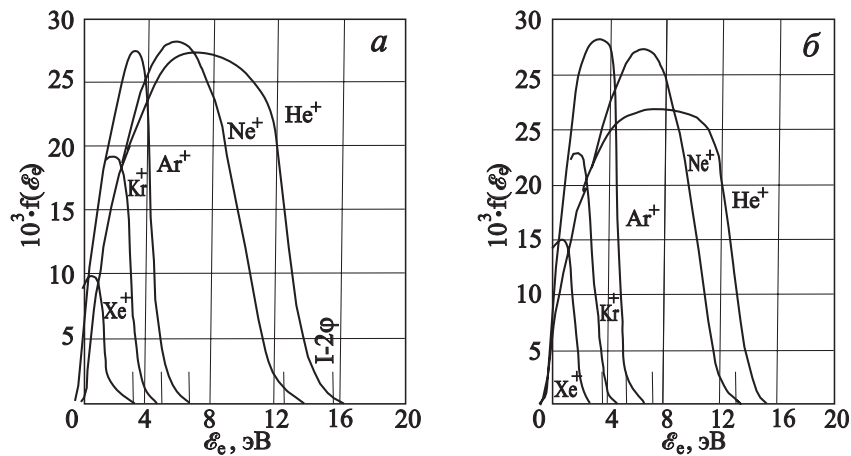 30
25
20
15
10
5
10³·f(ℰₑ)
а
He⁺
Ne⁺
Ar⁺
Kr⁺
Xe⁺
I-2φ
0 4 8 12 16 20
ℰₑ, эВ
30
25
25
20
15
10
5
10³·f(ℰₑ)
б
Ne⁺
He⁺
Ar⁺
Kr⁺
Xe⁺
0 4 8 12 16 20
ℰₑ, эВ